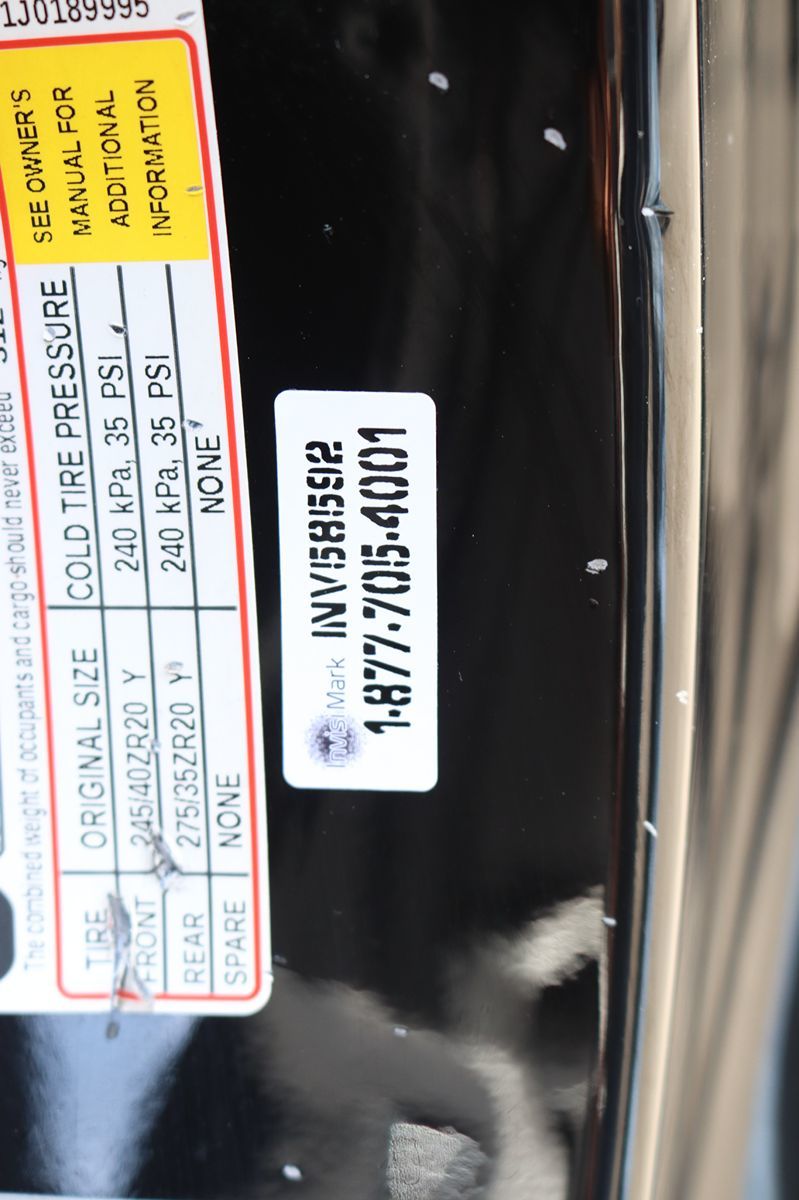 1J0189995
The combined weight of occupants and cargo should never exceed
TIRE ORIGINAL SIZE COLD TIRE PRESSURE
FRONT 245/40ZR20 Y 240 kPa, 35 PSI
REAR 275/35ZR20 Y 240 kPa, 35 PSI
SPARE NONE NONE
SEE OWNER'S
MANUAL FOR
ADDITIONAL
INFORMATION
InvisiMark INV58592
1-877-705-4001